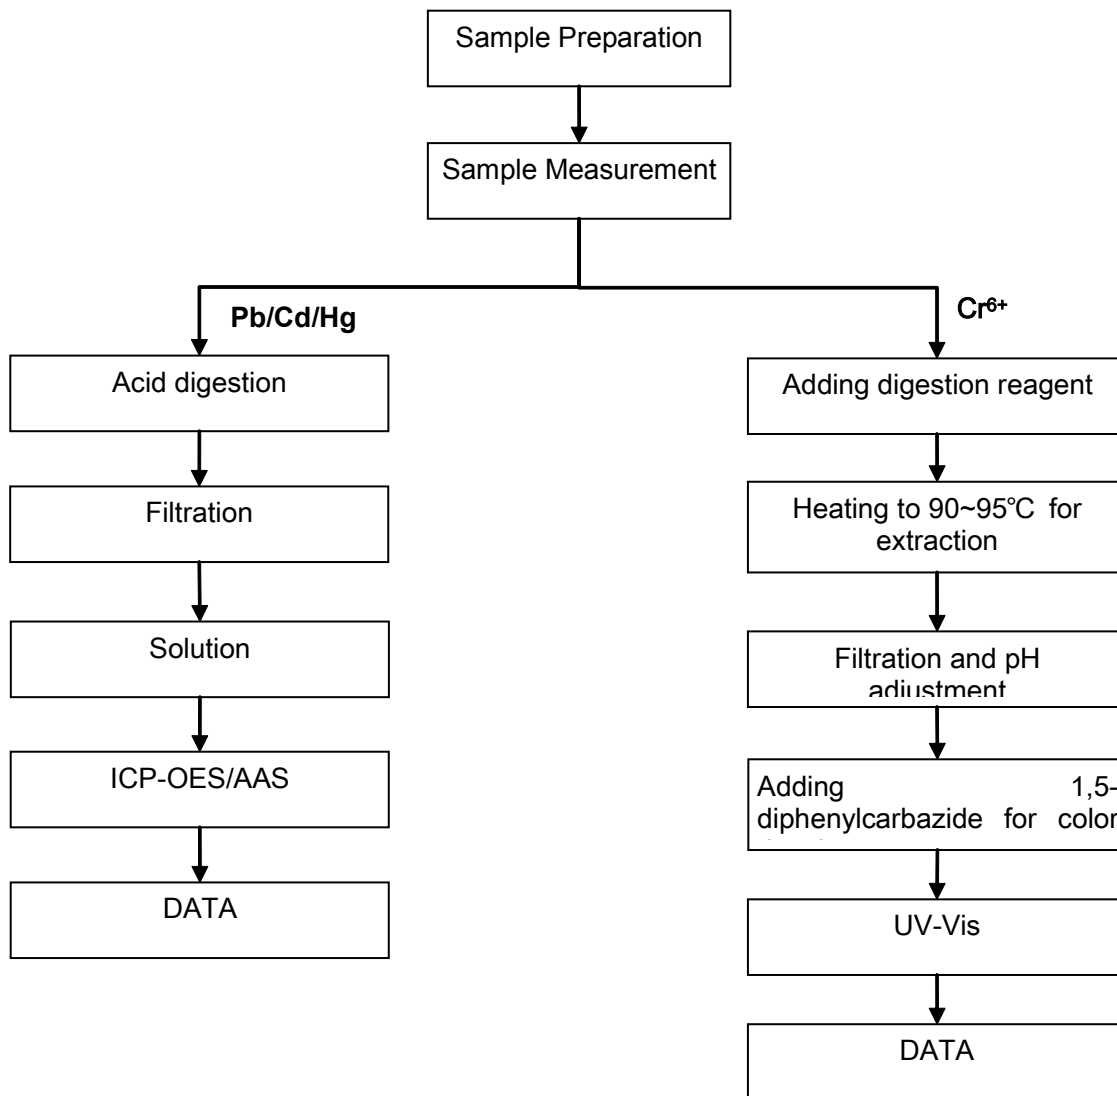 Sample Preparation
Sample Measurement
Pb/Cd/Hg
Acid digestion
Filtration
Solution
ICP-OES/AAS
DATA
Cr⁶⁺
Adding digestion reagent
Heating to 90~95℃ for
extraction
Filtration and pH
adjustment
Adding 1,5-
diphenylcarbazide for color
UV-Vis
DATA